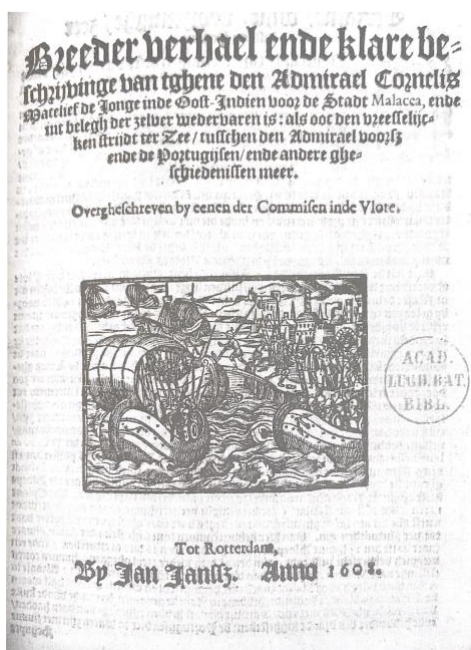 Breeder verhael ende klare be-
schrijvinge van tghene den Admirael Cornelis
Matelief de Jonge inde Oost-Indien voor de Stadt Malacca, ende
int belegh der zelver wedervaren is: als ooc den vreesselijc-
ken strijdt ter Zee / tusschen den Admirael voorsz
ende de Portugijsen / ende andere ghe-
schiedenissen meer.
Overgheschreven by eenen der Commisen inde Vlote.
ACAD.
LUGD. BAT.
BIBL.
Tot Rotterdam,
By Jan Jansz. Anno 1608.